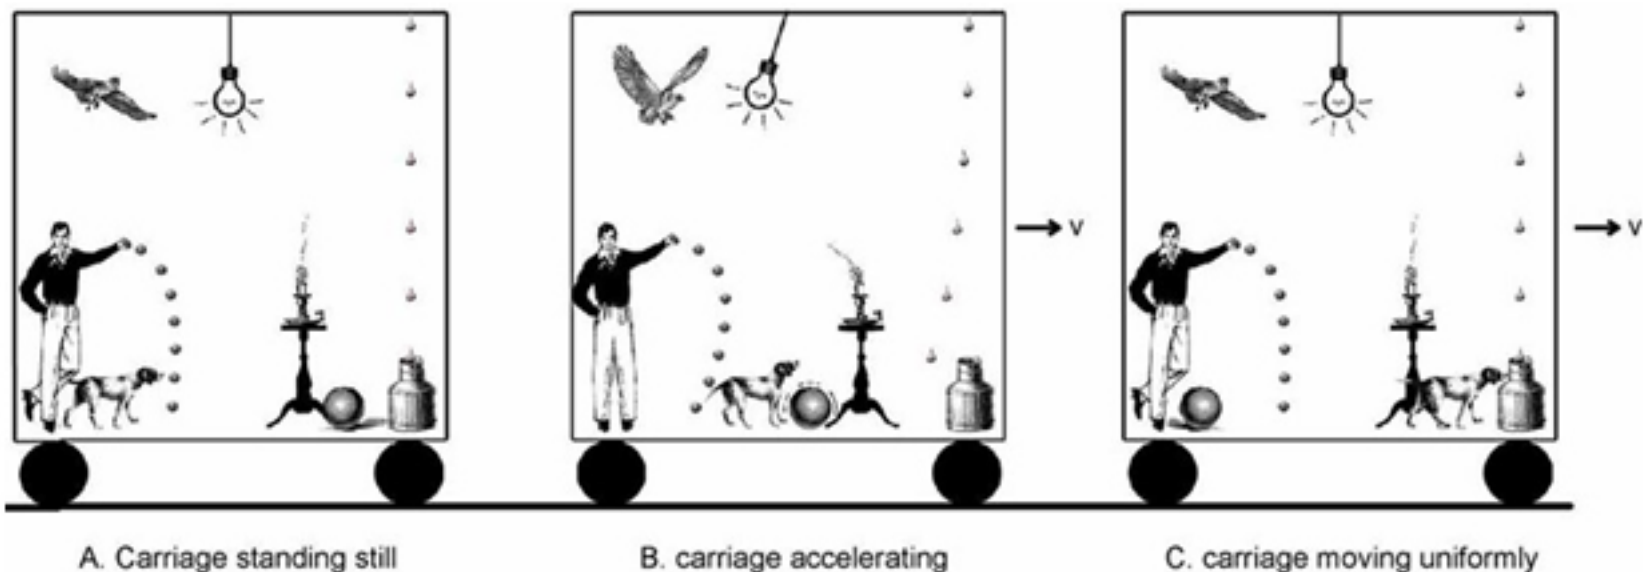 v
v
A. Carriage standing still
B. carriage accelerating
C. carriage moving uniformly